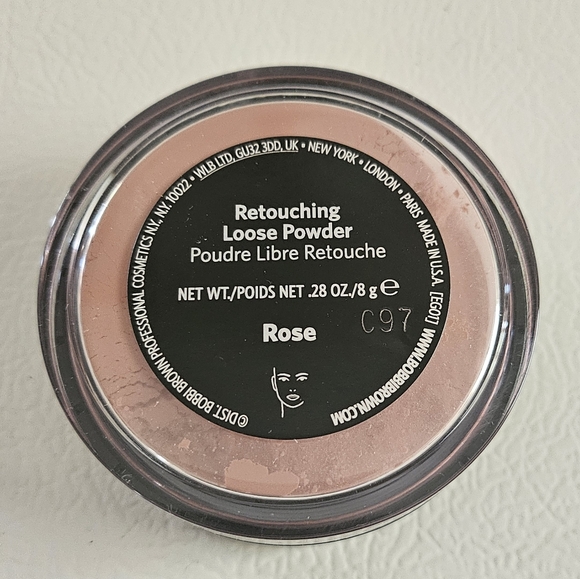 ©DIST. BOBBI BROWN PROFESSIONAL COSMETICS N.Y., N.Y. 10022 • WLB LTD, GU32 3DD, UK • NEW YORK • LONDON • PARIS MADE IN U.S.A. [EG01] WWW.BOBBIBROWN.COM
Retouching
Loose Powder
Poudre Libre Retouche
NET WT./POIDS NET .28 OZ./8 g ℮
C97
Rose